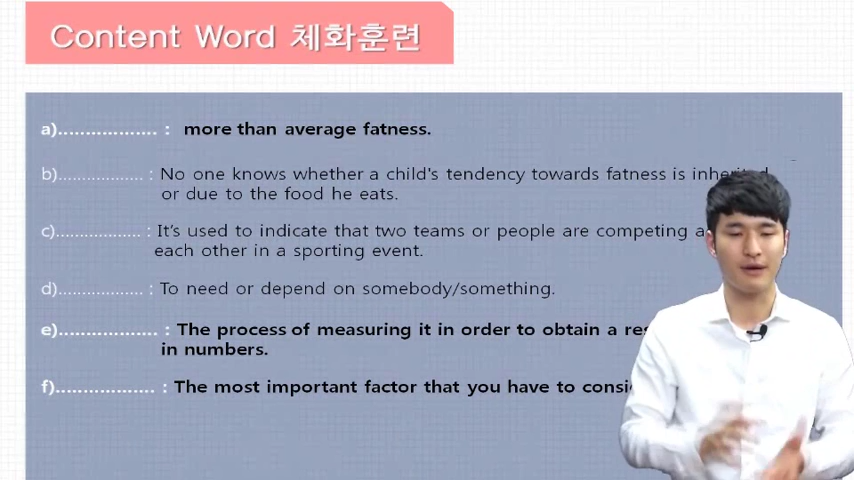 Content Word 체화훈련
a).................. : more than average fatness.
b).................. : No one knows whether a child's tendency towards fatness is
or due to the food he eats.
c).................. : It's used to indicate that two teams or people are competing
each other in a sporting event.
d).................. : To need or depend on somebody/something.
e).................. : The process of measuring it in order to obtain a
in numbers.
f).................. : The most important factor that you have to